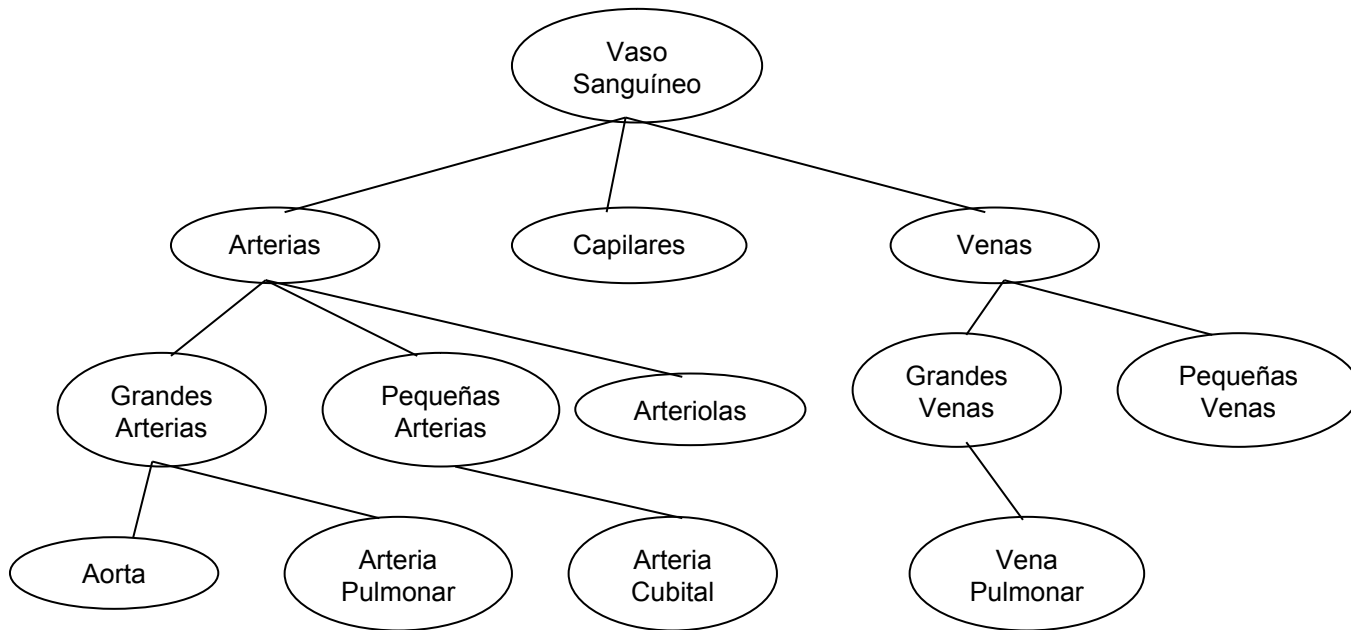 Vaso
Sanguíneo
Arterias
Capilares
Venas
Grandes
Arterias
Pequeñas
Arterias
Arteriolas
Grandes
Venas
Pequeñas
Venas
Aorta
Arteria
Pulmonar
Arteria
Cubital
Vena
Pulmonar